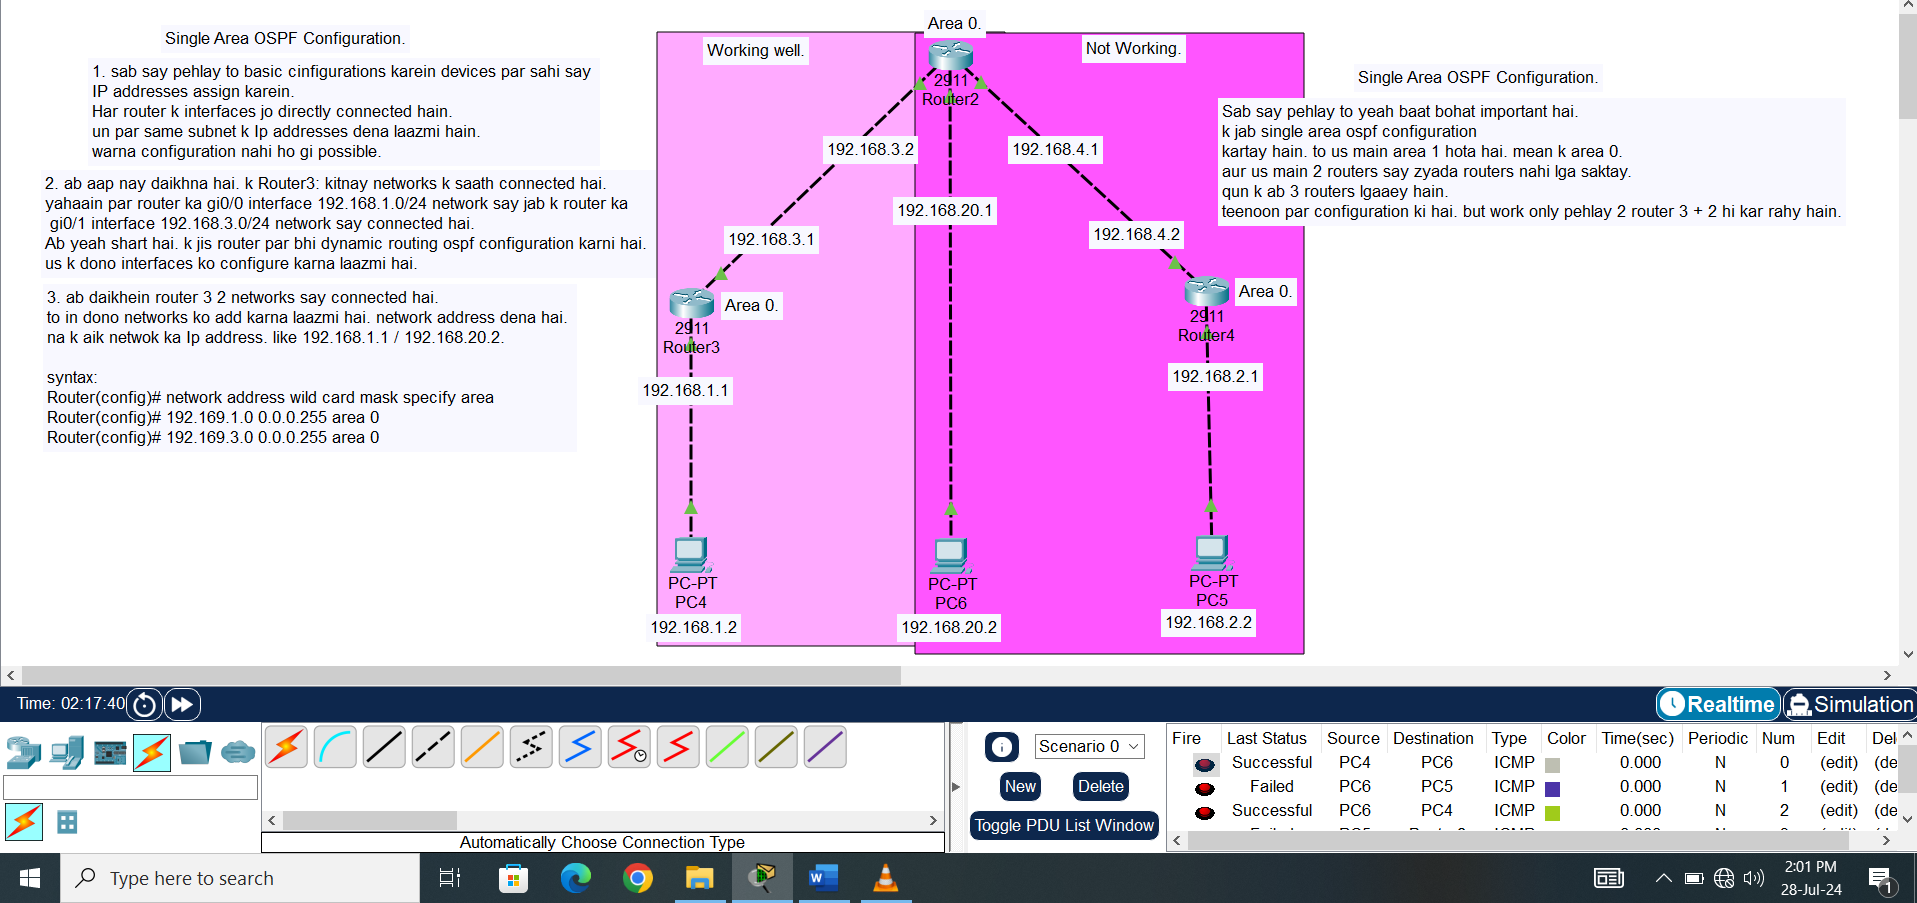 Single Area OSPF Configuration.
1. sab say pehlay to basic cinfigurations karein devices par sahi say
IP addresses assign karein.
Har router k interfaces jo directly connected hain.
un par same subnet k Ip addresses dena laazmi hain.
warna configuration nahi ho gi possible.
2. ab aap nay daikhna hai. k Router3: kitnay networks k saath connected hai.
yahaain par router ka gi0/0 interface 192.168.1.0/24 network say jab k router ka
gi0/1 interface 192.168.3.0/24 network say connected hai.
Ab yeah shart hai. k jis router par bhi dynamic routing ospf configuration karni hai.
us k dono interfaces ko configure karna laazmi hai.
3. ab daikhein router 3 2 networks say connected hai.
to in dono networks ko add karna laazmi hai. network address dena hai.
na k aik netwok ka Ip address. like 192.168.1.1 / 192.168.20.2.
syntax:
Router(config)# network address wild card mask specify area
Router(config)# 192.169.1.0 0.0.0.255 area 0
Router(config)# 192.169.3.0 0.0.0.255 area 0
Area 0.
Working well.
Not Working.
2911
Router2
192.168.3.2
192.168.4.1
192.168.20.1
192.168.3.1
192.168.4.2
Area 0.
2911
Router3
Area 0.
2911
Router4
192.168.1.1
192.168.2.1
PC-PT
PC4
192.168.1.2
PC-PT
PC6
192.168.20.2
PC-PT
PC5
192.168.2.2
Single Area OSPF Configuration.
Sab say pehlay to yeah baat bohat important hai.
k jab single area ospf configuration
kartay hain. to us main area 1 hota hai. mean k area 0.
aur us main 2 routers say zyada routers nahi lga saktay.
qun k ab 3 routers lgaaey hain.
teenoon par configuration ki hai. but work only pehlay 2 router 3 + 2 hi kar rahy hain.
Time: 02:17:40
Realtime
Simulation
Automatically Choose Connection Type
Scenario 0
New
Delete
Toggle PDU List Window
Fire Last Status Source Destination Type Color Time(sec) Periodic Num Edit Del
Successful PC4 PC6 ICMP 0.000 N 0 (edit) (de
Failed PC6 PC5 ICMP 0.000 N 1 (edit) (de
Successful PC6 PC4 ICMP 0.000 N 2 (edit) (de
Type here to search
2:01 PM
28-Jul-24
1